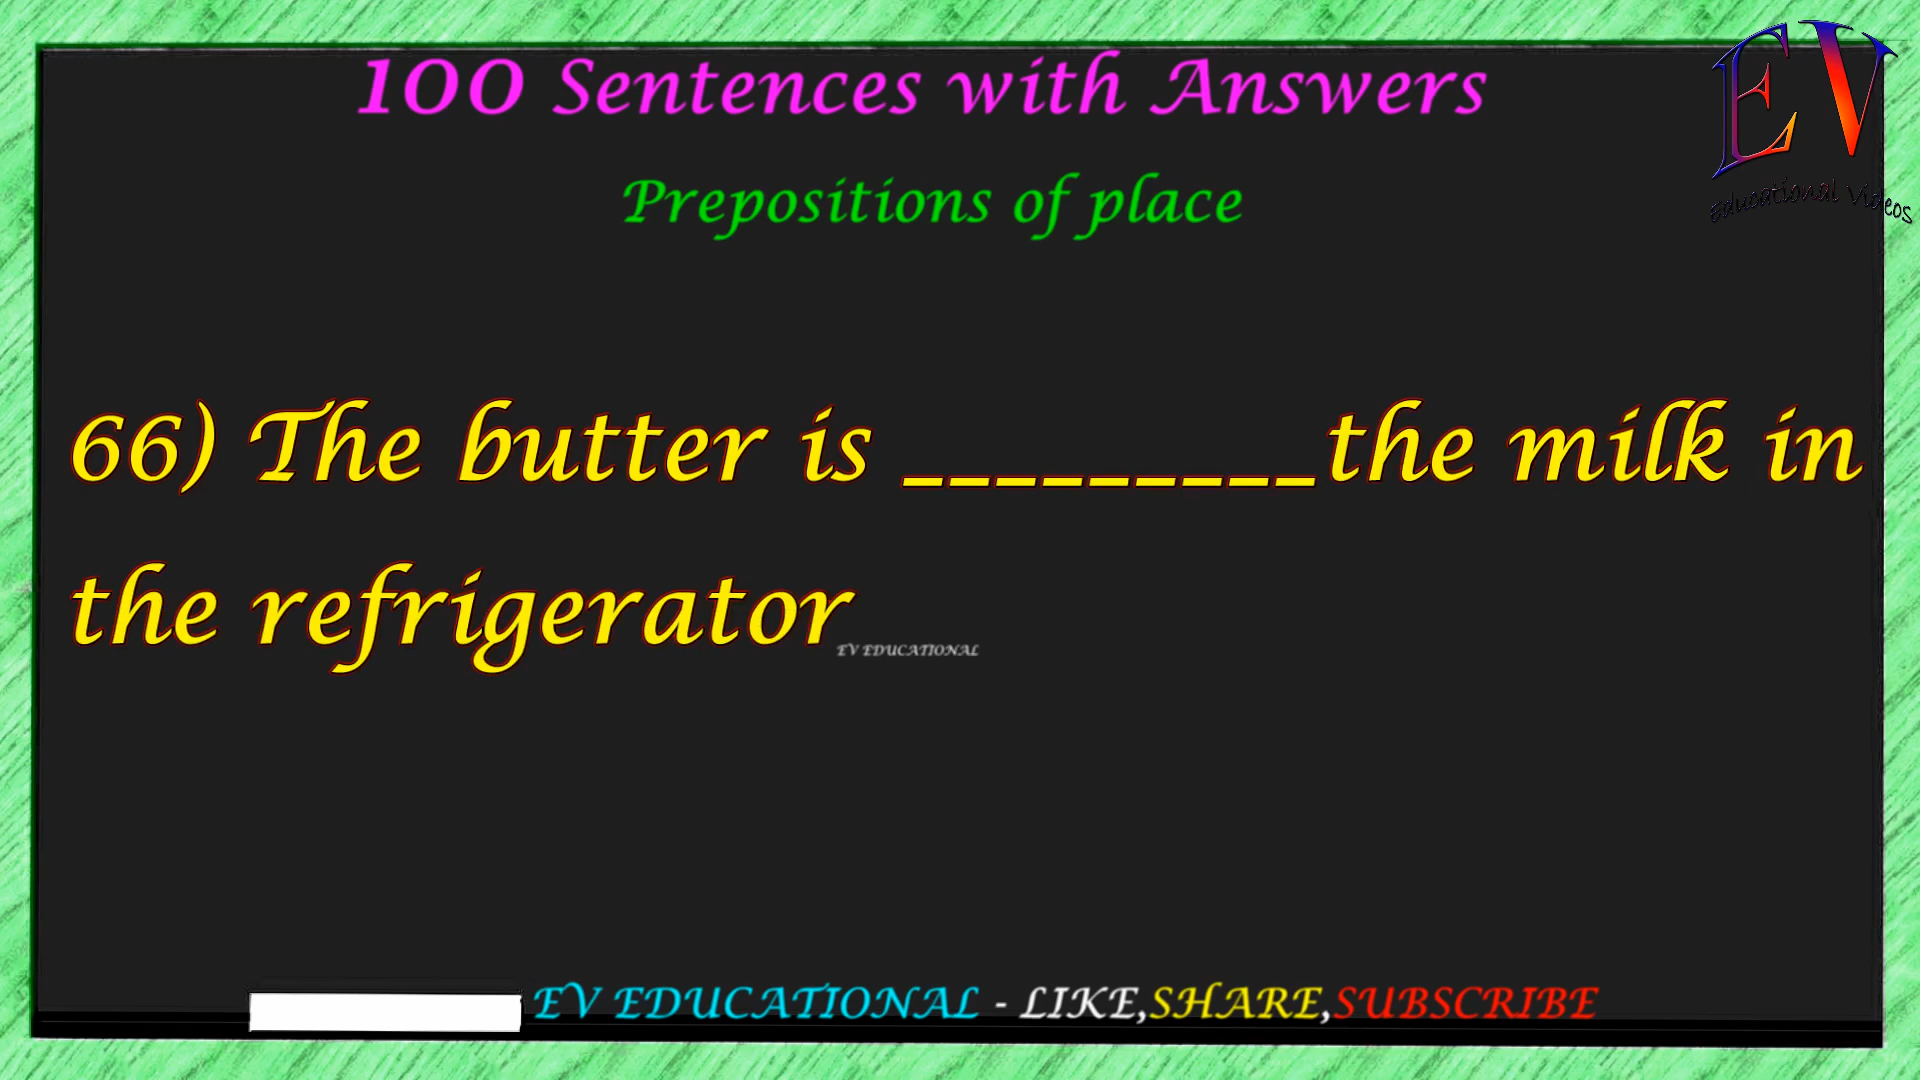 EV
Educational Videos
100 Sentences with Answers
Prepositions of place
66) The butter is _________the milk in
the refrigerator
EV EDUCATIONAL
EV EDUCATIONAL - LIKE,SHARE,SUBSCRIBE